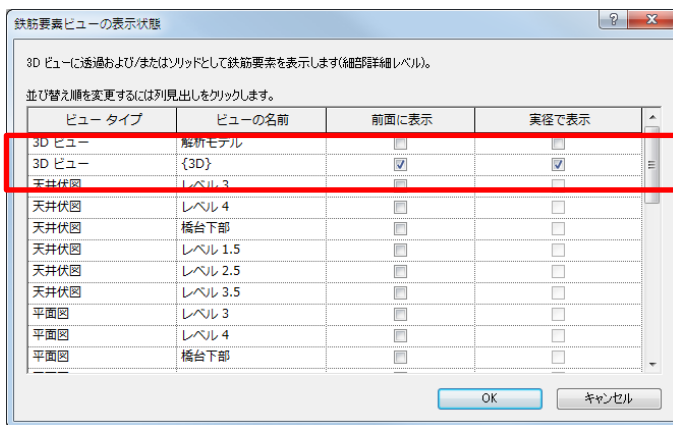 鉄筋要素ビューの表示状態
3D ビューに透過および/またはソリッドとして鉄筋要素を表示します(細部詳細レベル)。
並び替え順を変更するには列見出しをクリックします。
ビュー タイプ ビューの名前 前面に表示 実径で表示
3D ビュー 解析モデル
3D ビュー {3D}
天井伏図 レベル 3
天井伏図 レベル 4
天井伏図 橋台下部
天井伏図 レベル 1.5
天井伏図 レベル 2.5
天井伏図 レベル 3.5
平面図 レベル 3
平面図 レベル 4
平面図 橋台下部
OK キャンセル